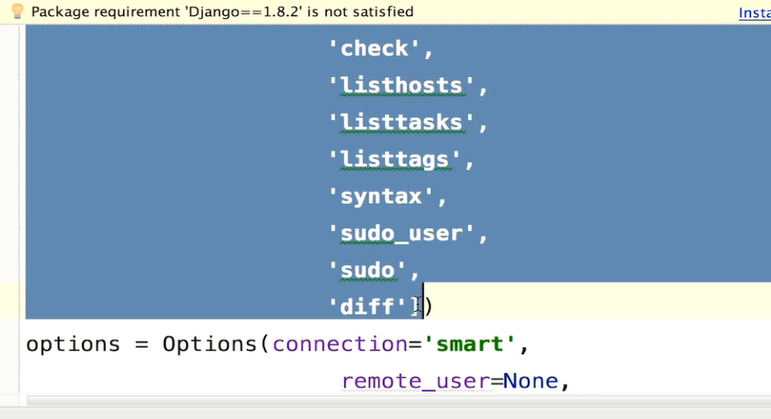 Package requirement 'Django==1.8.2' is not satisfied
Insta
'check',
'listhosts',
'listtasks',
'listtags',
'syntax',
'sudo_user',
'sudo',
'diff'])
options = Options(connection='smart',
remote_user=None,